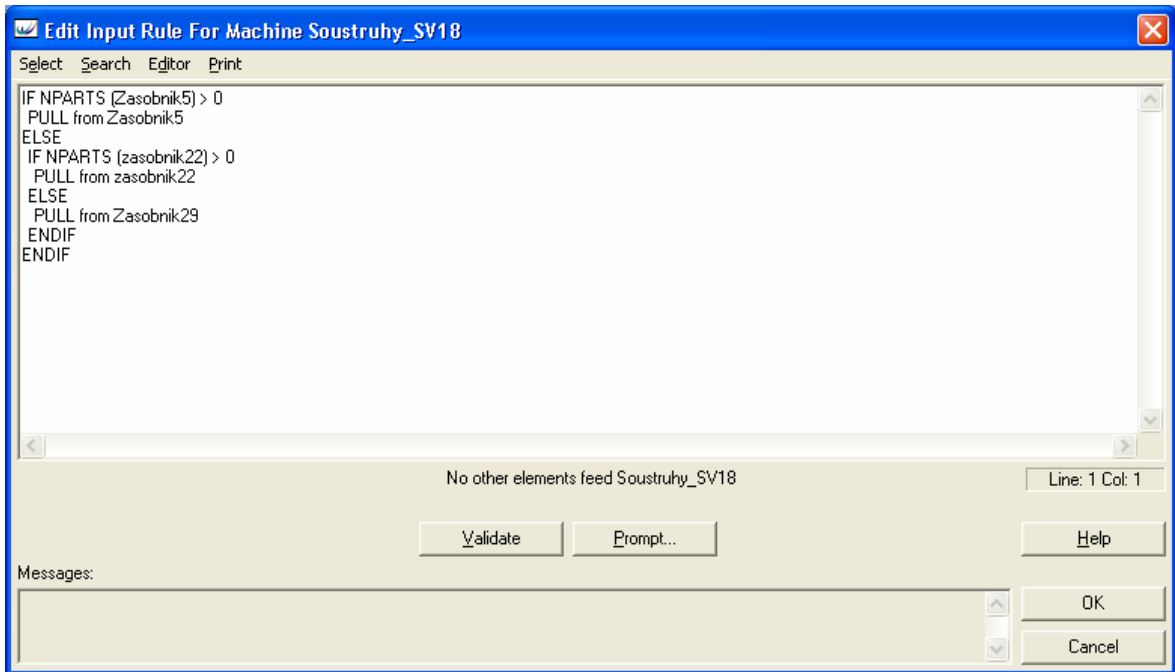 Edit Input Rule For Machine Soustruhy_SV18
Select Search Editor Print
IF NPARTS (Zasobnik5) > 0
PULL from Zasobnik5
ELSE
IF NPARTS (zasobnik22) > 0
PULL from zasobnik22
ELSE
PULL from Zasobnik29
ENDIF
ENDIF
No other elements feed Soustruhy_SV18
Line: 1 Col: 1
Validate
Prompt...
Help
Messages:
OK
Cancel